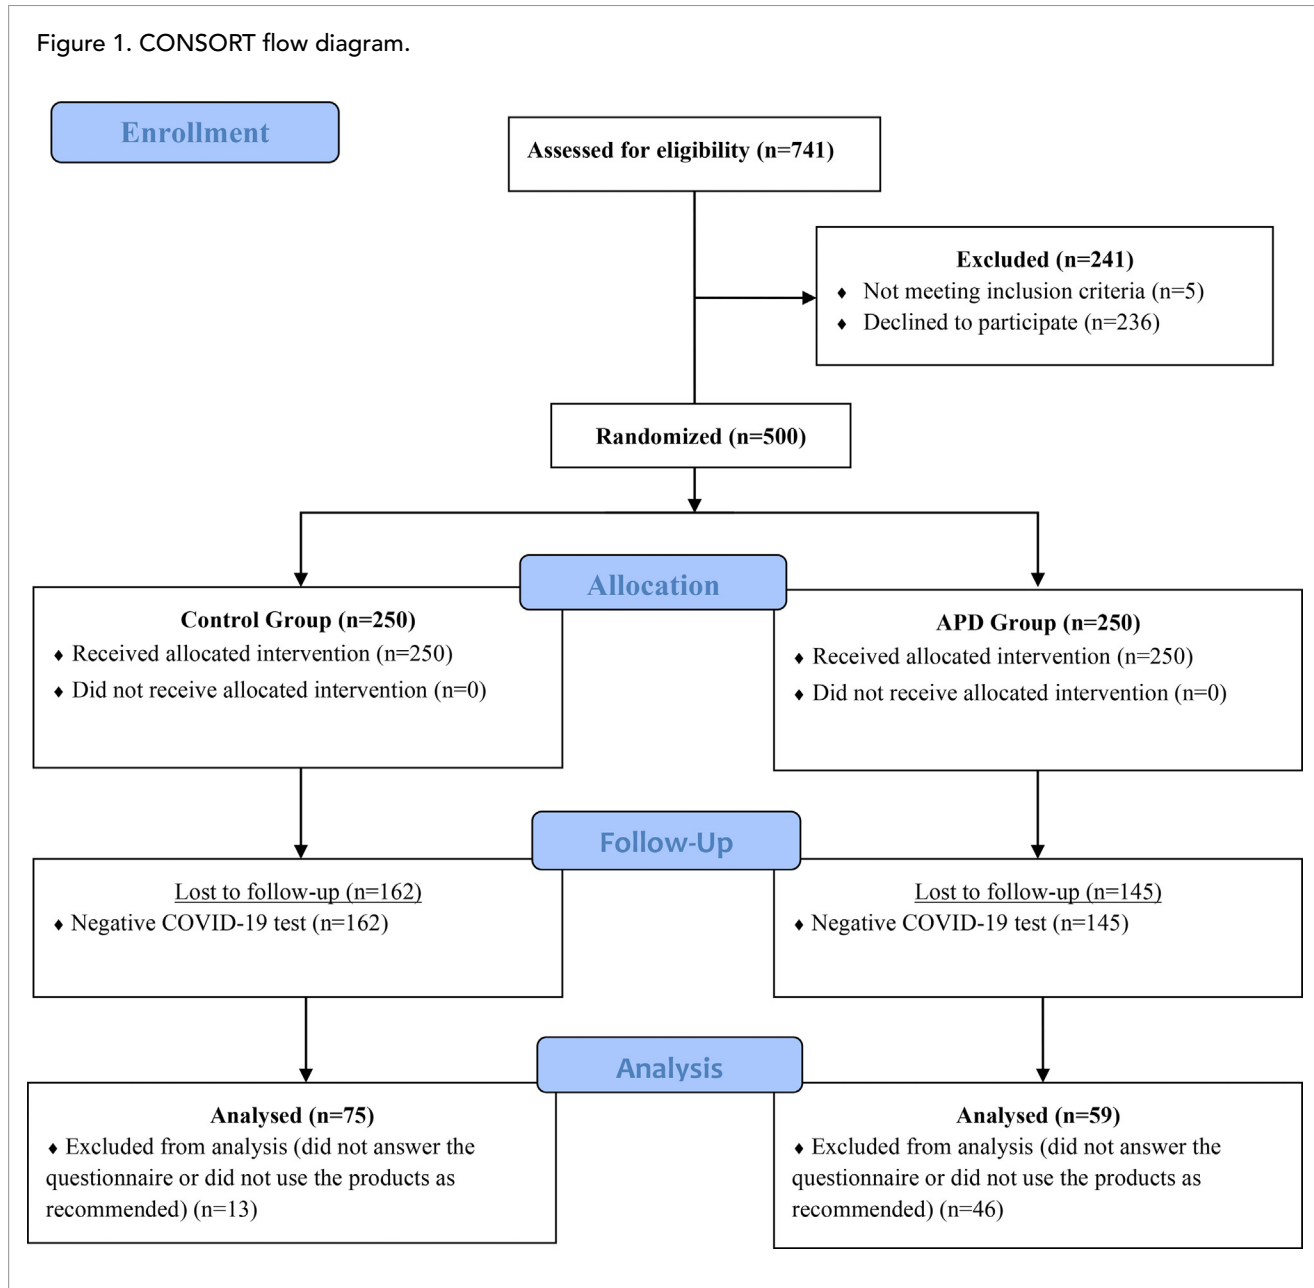 Figure 1. CONSORT flow diagram.
Enrollment
Assessed for eligibility (n=741)
Excluded (n=241)
♦ Not meeting inclusion criteria (n=5)
♦ Declined to participate (n=236)
Randomized (n=500)
Allocation
Control Group (n=250)
♦ Received allocated intervention (n=250)
♦ Did not receive allocated intervention (n=0)
APD Group (n=250)
♦ Received allocated intervention (n=250)
♦ Did not receive allocated intervention (n=0)
Follow-Up
Lost to follow-up (n=162)
♦ Negative COVID-19 test (n=162)
Lost to follow-up (n=145)
♦ Negative COVID-19 test (n=145)
Analysis
Analysed (n=75)
♦ Excluded from analysis (did not answer the
questionnaire or did not use the products as
recommended) (n=13)
Analysed (n=59)
♦ Excluded from analysis (did not answer the
questionnaire or did not use the products as
recommended) (n=46)